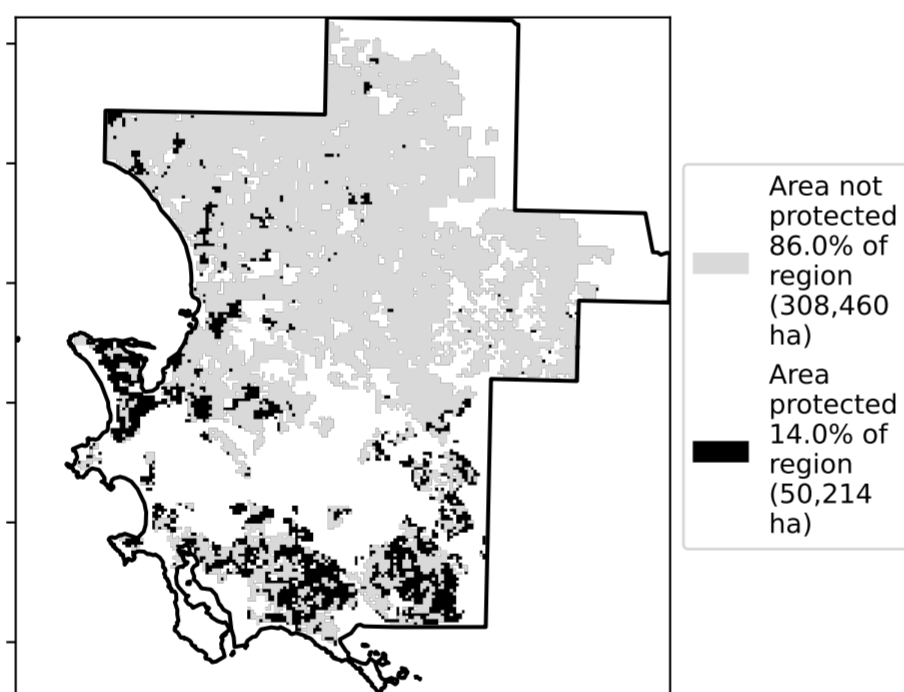 Area not
protected
86.0% of
region
(308,460
ha)
Area
protected
14.0% of
region
(50,214
ha)